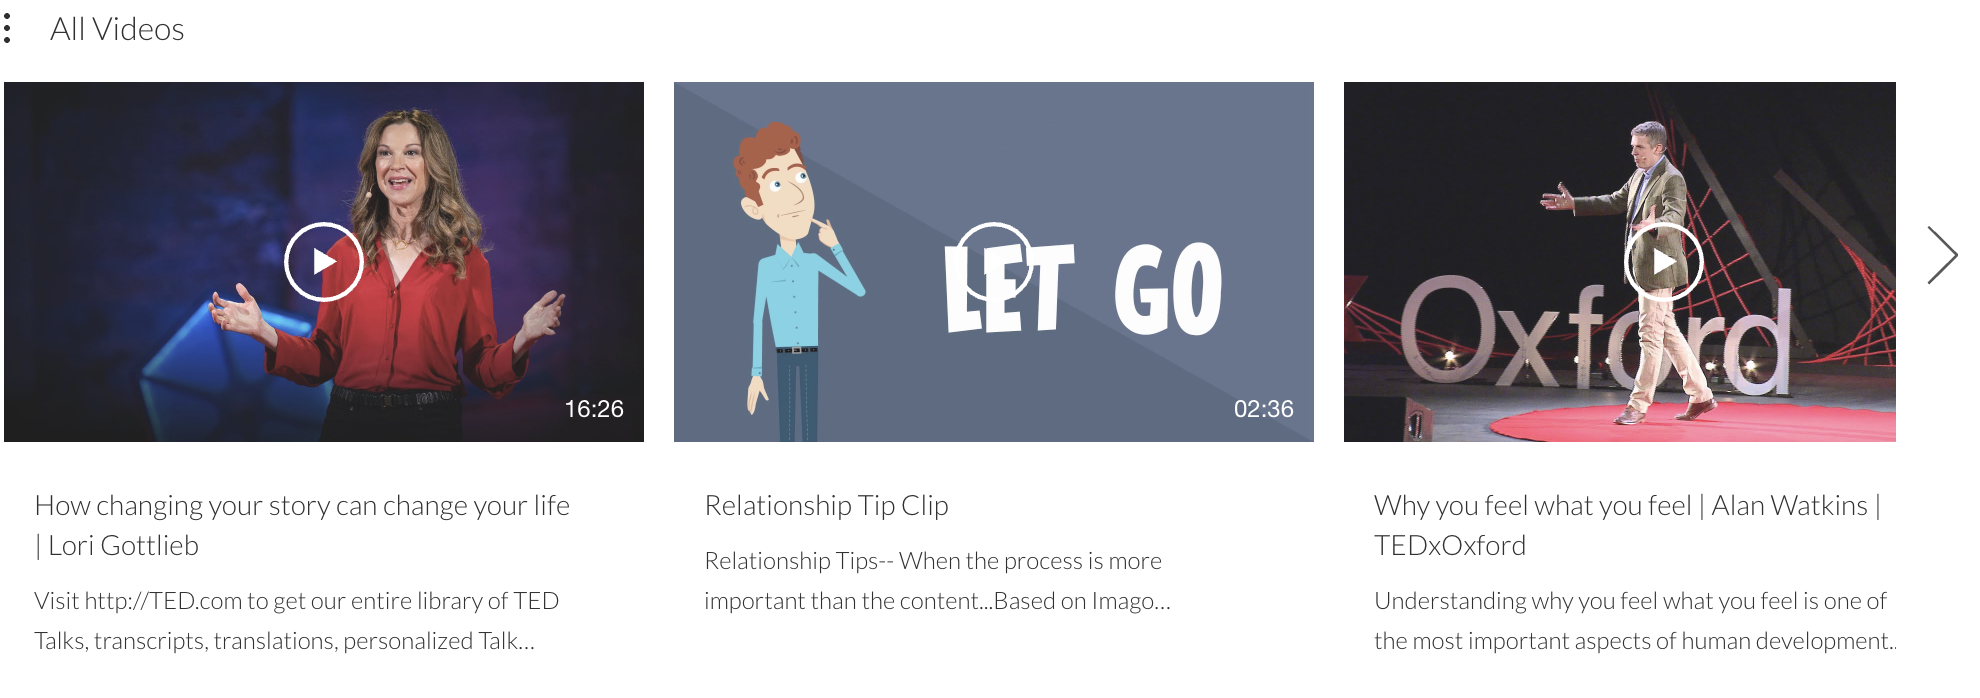 All Videos
16:26
LET GO
02:36
Oxford
How changing your story can change your life
| Lori Gottlieb
Visit http://TED.com to get our entire library of TED
Talks, transcripts, translations, personalized Talk...
Relationship Tip Clip
Relationship Tips-- When the process is more
important than the content...Based on Imago...
Why you feel what you feel | Alan Watkins |
TEDxOxford
Understanding why you feel what you feel is one of
the most important aspects of human development..